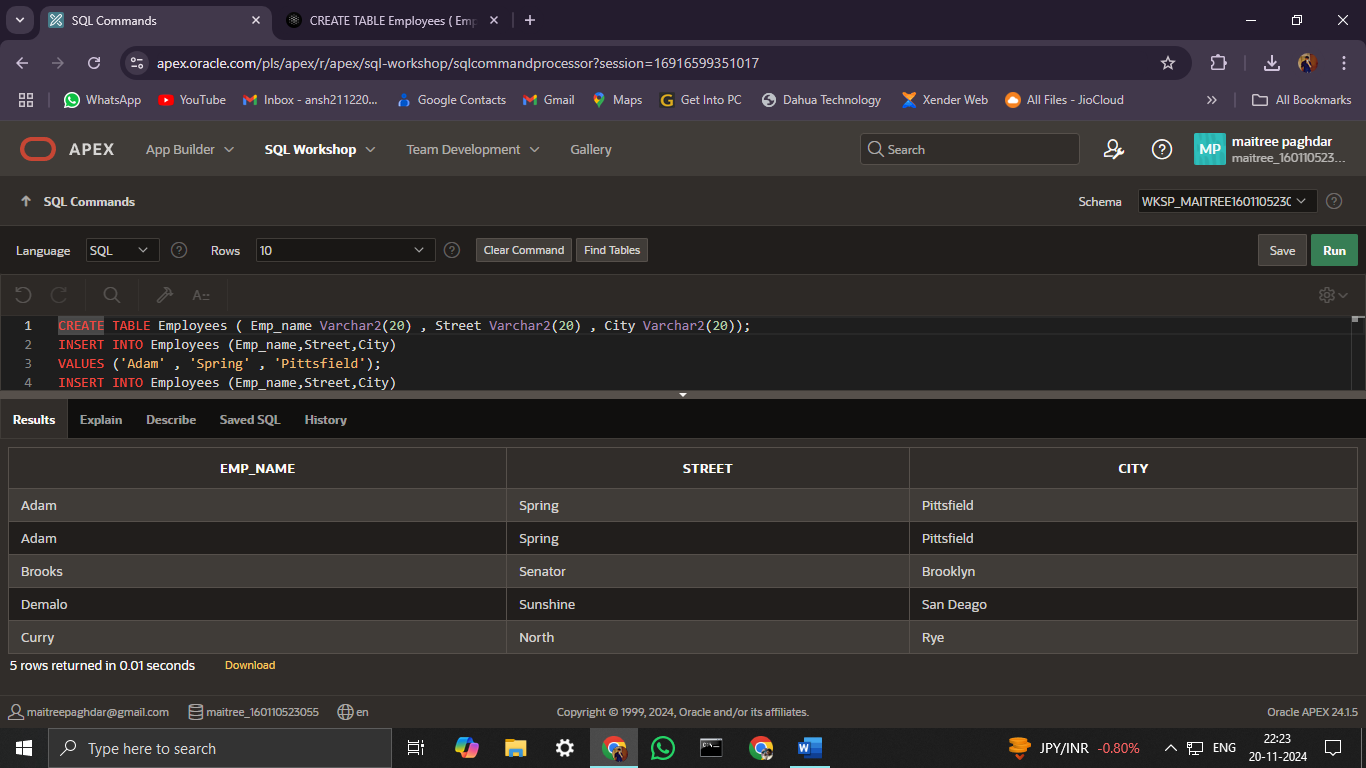 SQL Commands
CREATE TABLE Employees ( Emp
apex.oracle.com/pls/apex/r/apex/sql-workshop/sqlcommandprocessor?session=16916599351017
WhatsApp YouTube Inbox - ansh211220... Google Contacts Gmail Maps Get Into PC Dahua Technology Xender Web All Files - JioCloud » All Bookmarks
APEX App Builder SQL Workshop Team Development Gallery Search MP maitree paghdar
maitree_160110523...
SQL Commands Schema WKSP_MAITREE1601105230
Language SQL Rows 10 Clear Command Find Tables Save Run
1 CREATE TABLE Employees ( Emp_name Varchar2(20) , Street Varchar2(20) , City Varchar2(20));
2 INSERT INTO Employees (Emp_name,Street,City)
3 VALUES ('Adam' , 'Spring' , 'Pittsfield');
4 INSERT INTO Employees (Emp_name,Street,City)
Results Explain Describe Saved SQL History
EMP_NAME STREET CITY
Adam Spring Pittsfield
Adam Spring Pittsfield
Brooks Senator Brooklyn
Demalo Sunshine San Deago
Curry North Rye
5 rows returned in 0.01 seconds Download
maitreepaghdar@gmail.com maitree_160110523055 en Copyright © 1999, 2024, Oracle and/or its affiliates. Oracle APEX 24.1.5
Type here to search JPY/INR -0.80% ENG 22:23
20-11-2024